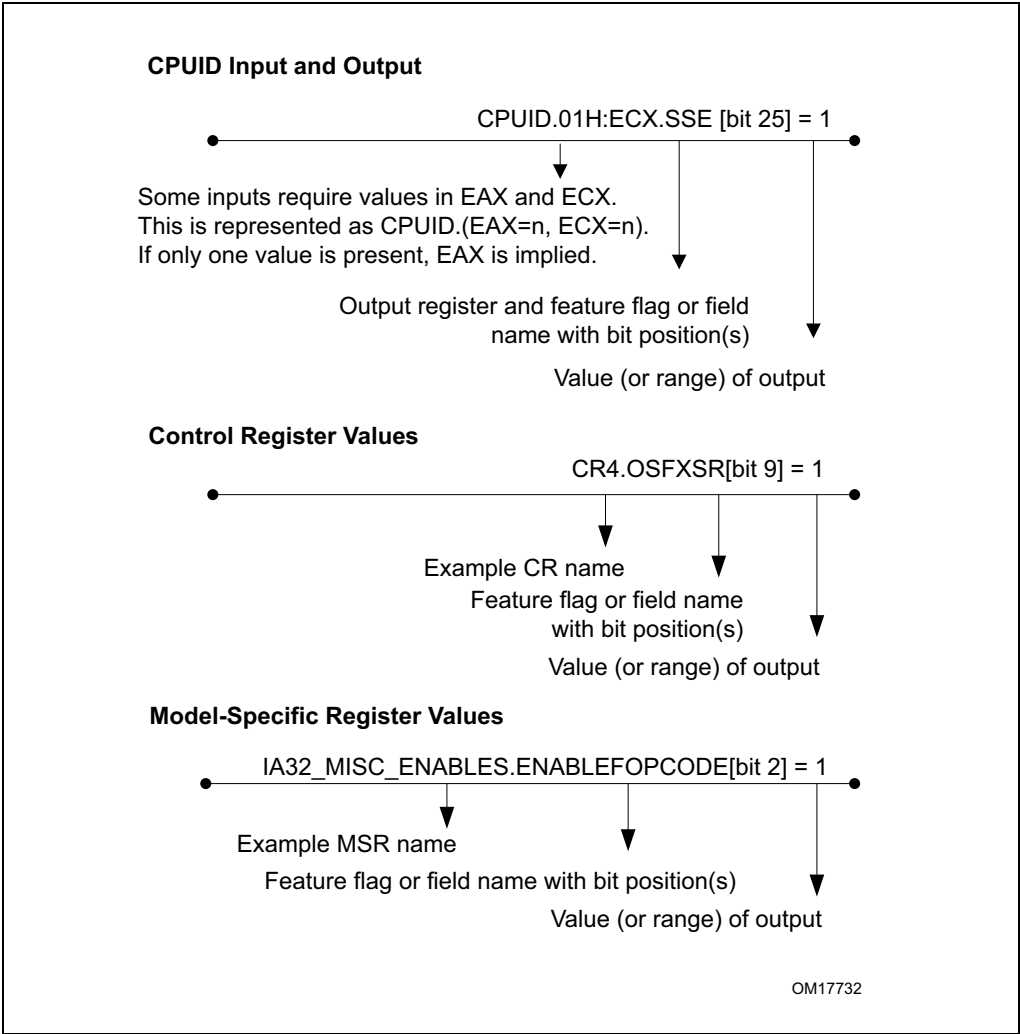 CPUID Input and Output
CPUID.01H:ECX.SSE [bit 25] = 1
Some inputs require values in EAX and ECX.
This is represented as CPUID.(EAX=n, ECX=n).
If only one value is present, EAX is implied.
Output register and feature flag or field
name with bit position(s)
Value (or range) of output
Control Register Values
CR4.OSFXSR[bit 9] = 1
Example CR name
Feature flag or field name
with bit position(s)
Value (or range) of output
Model-Specific Register Values
IA32_MISC_ENABLES.ENABLEFOPCODE[bit 2] = 1
Example MSR name
Feature flag or field name with bit position(s)
Value (or range) of output
OM17732